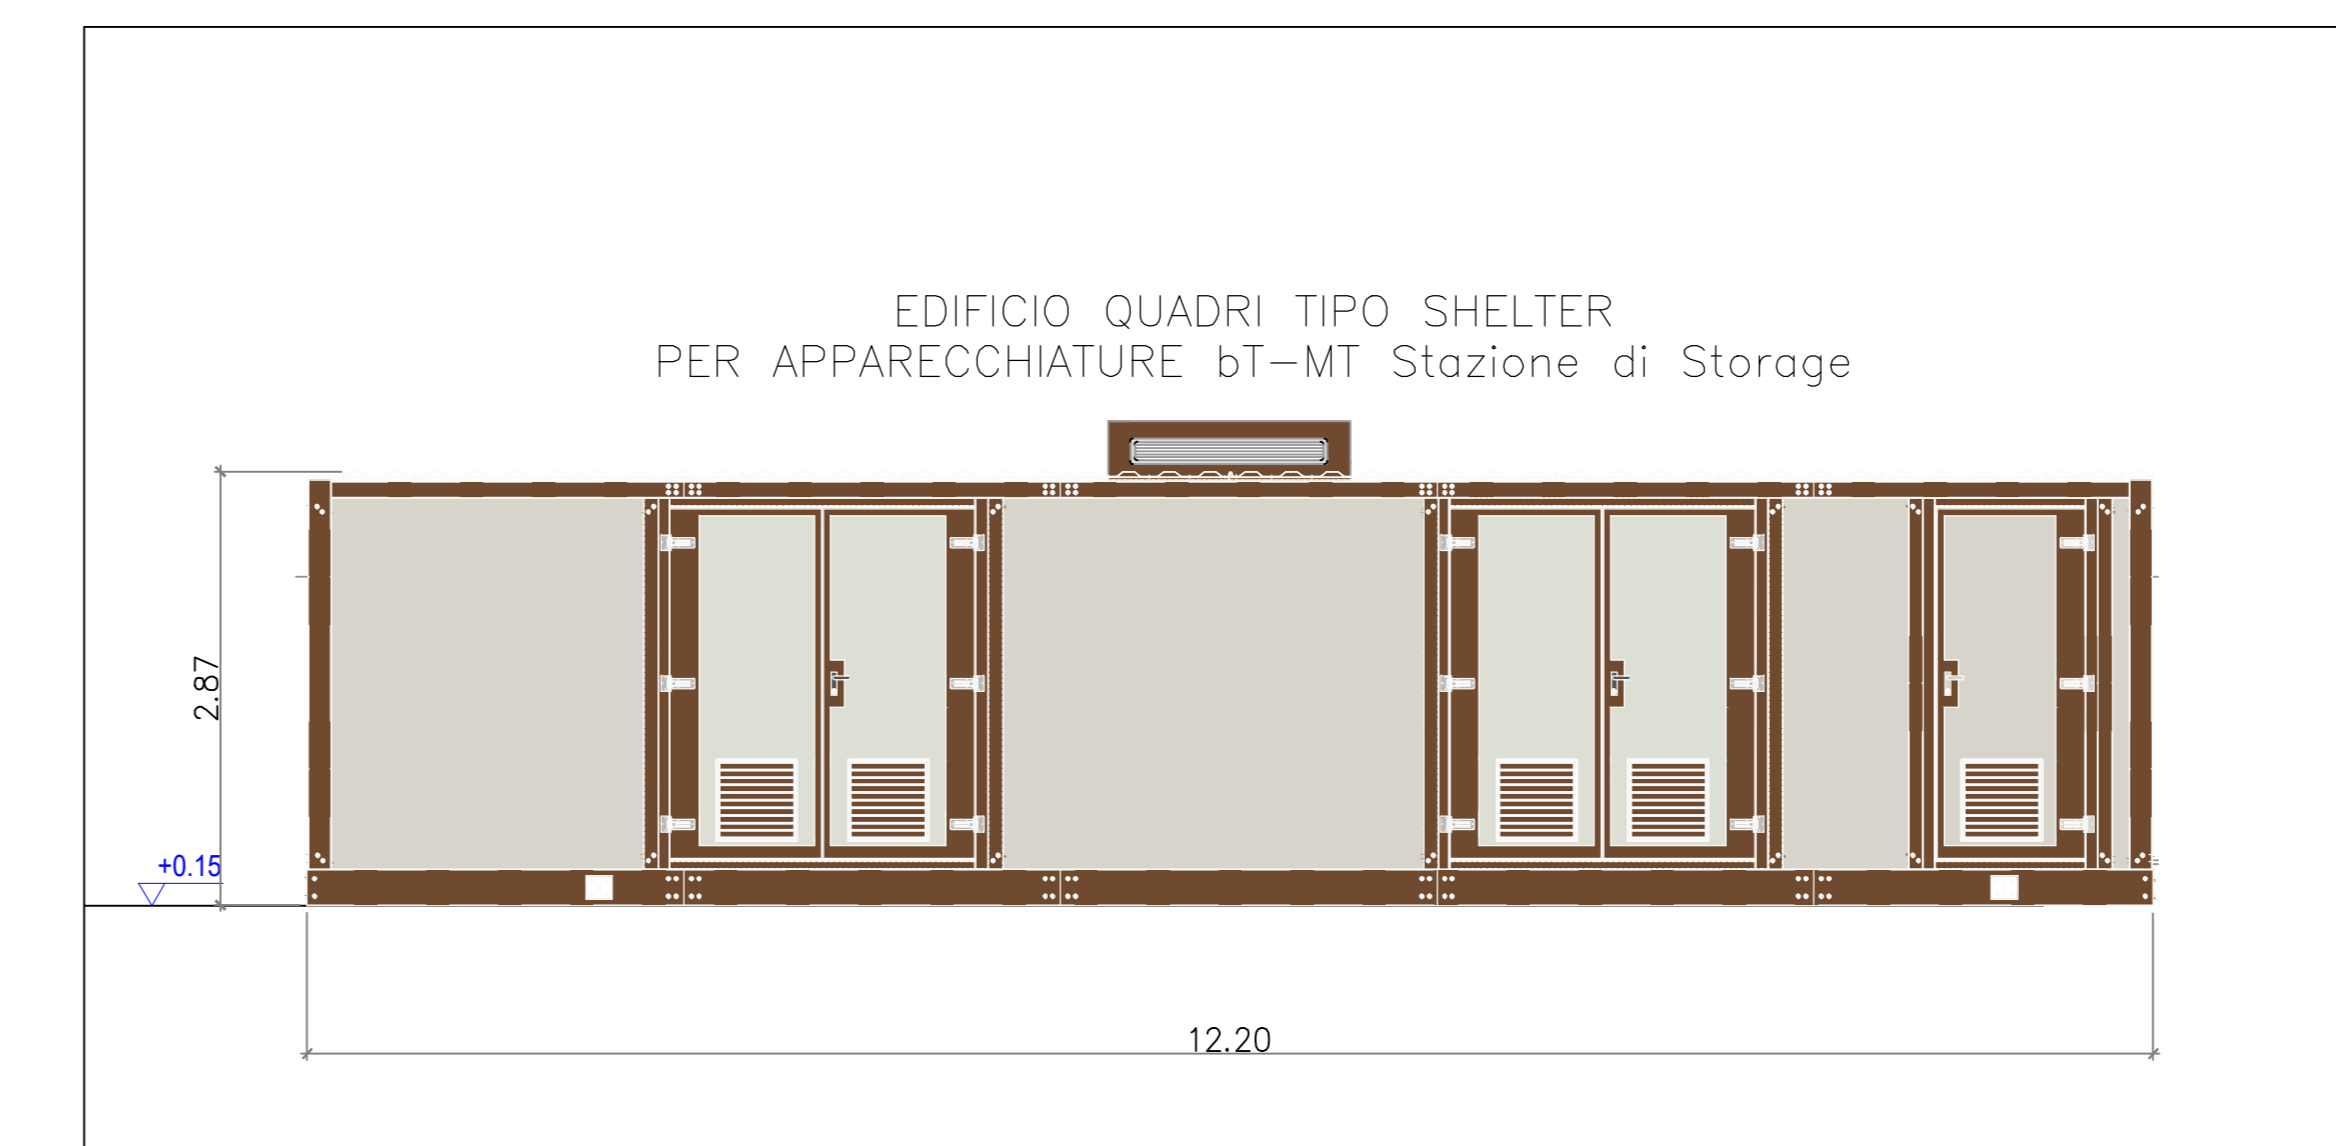 EDIFICIO QUADRI TIPO SHELTER
PER APPARECCHIATURE bT-MT Stazione di Storage
2.87
+0.15
12.20